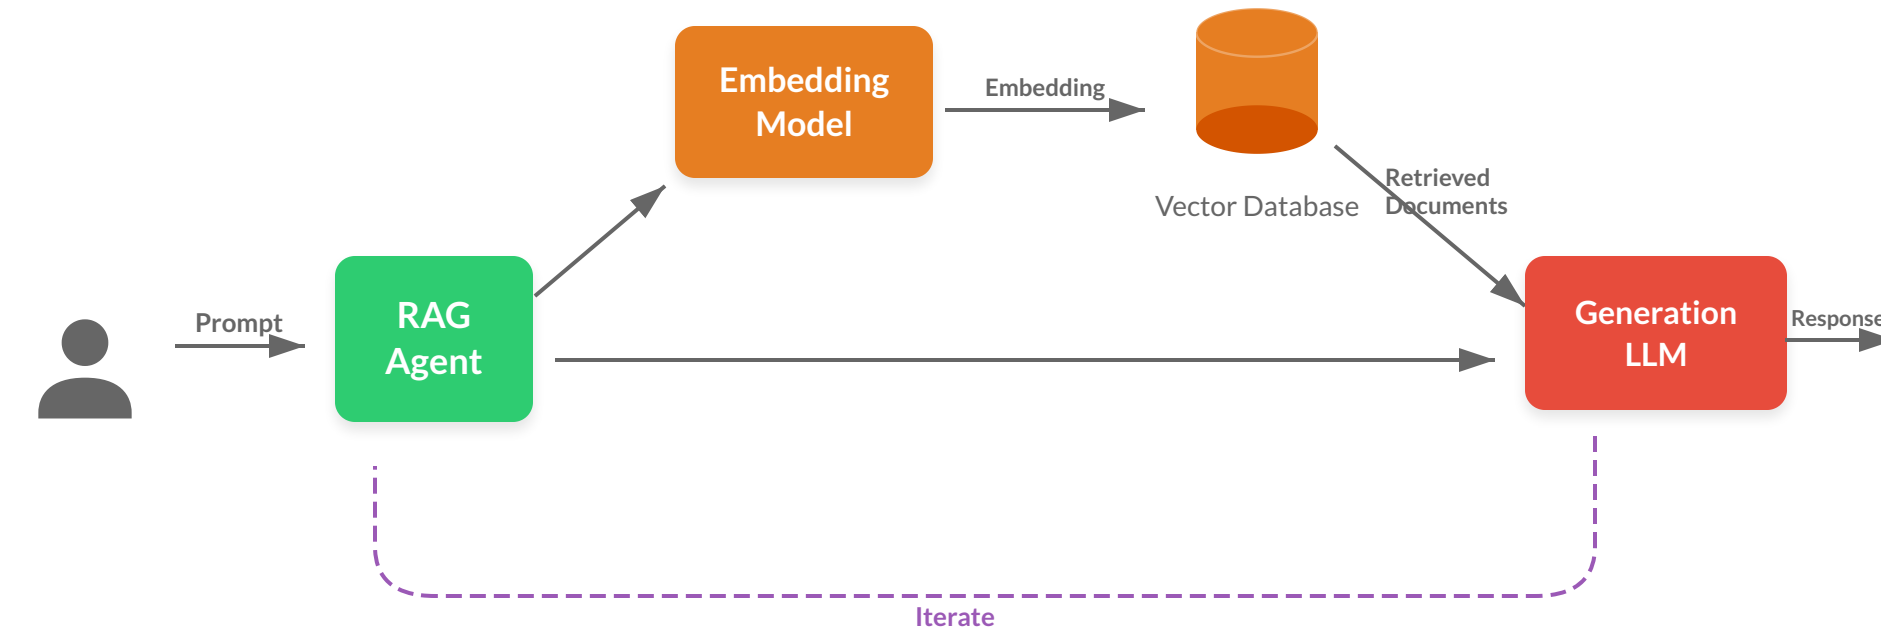 Embedding
Model
Embedding
Vector Database
Retrieved
Documents
Prompt
RAG
Agent
Generation
LLM
Response
Iterate